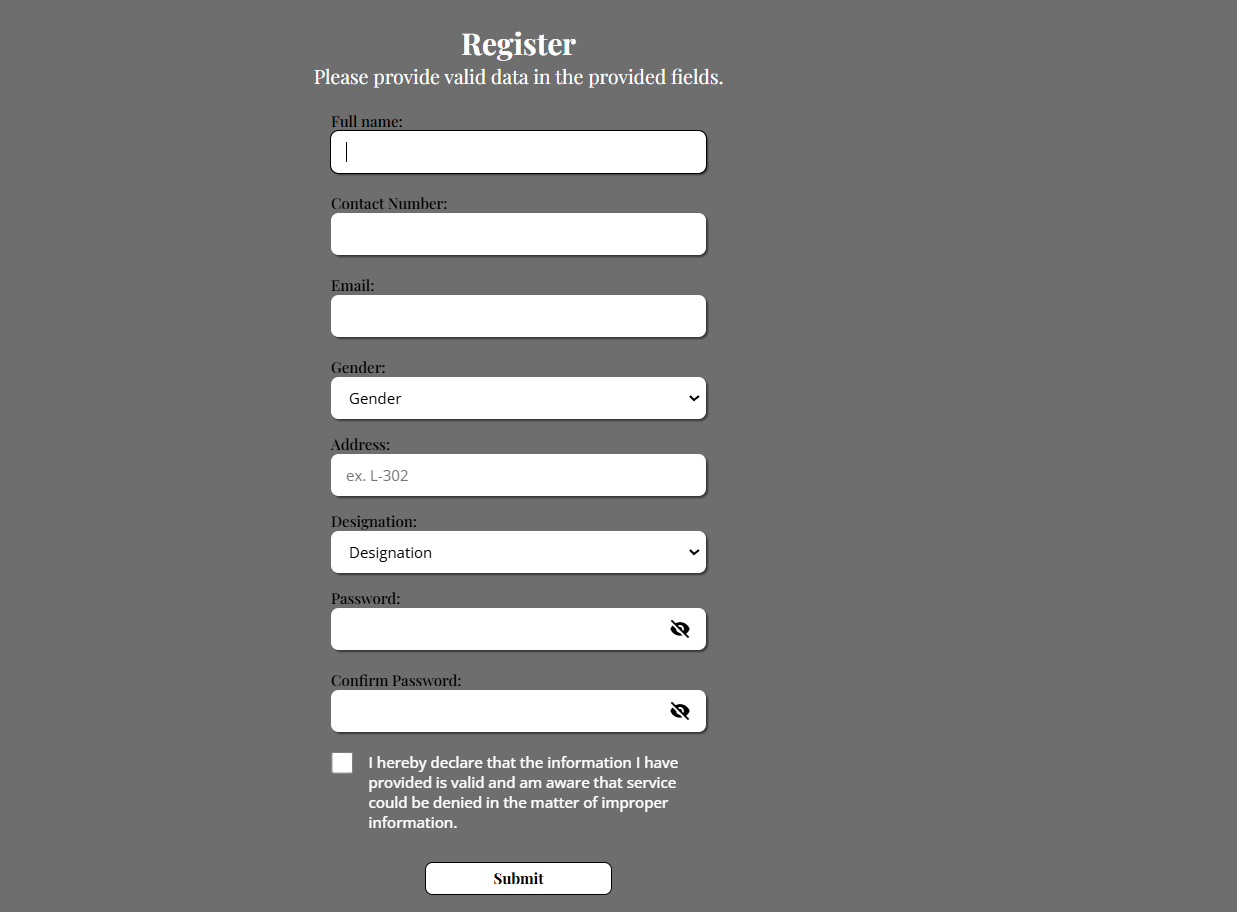 Register
Please provide valid data in the provided fields.
Full name:
Contact Number:
Email:
Gender:
Gender
Address:
ex. L-302
Designation:
Designation
Password:
Confirm Password:
I hereby declare that the information I have
provided is valid and am aware that service
could be denied in the matter of improper
information.
Submit